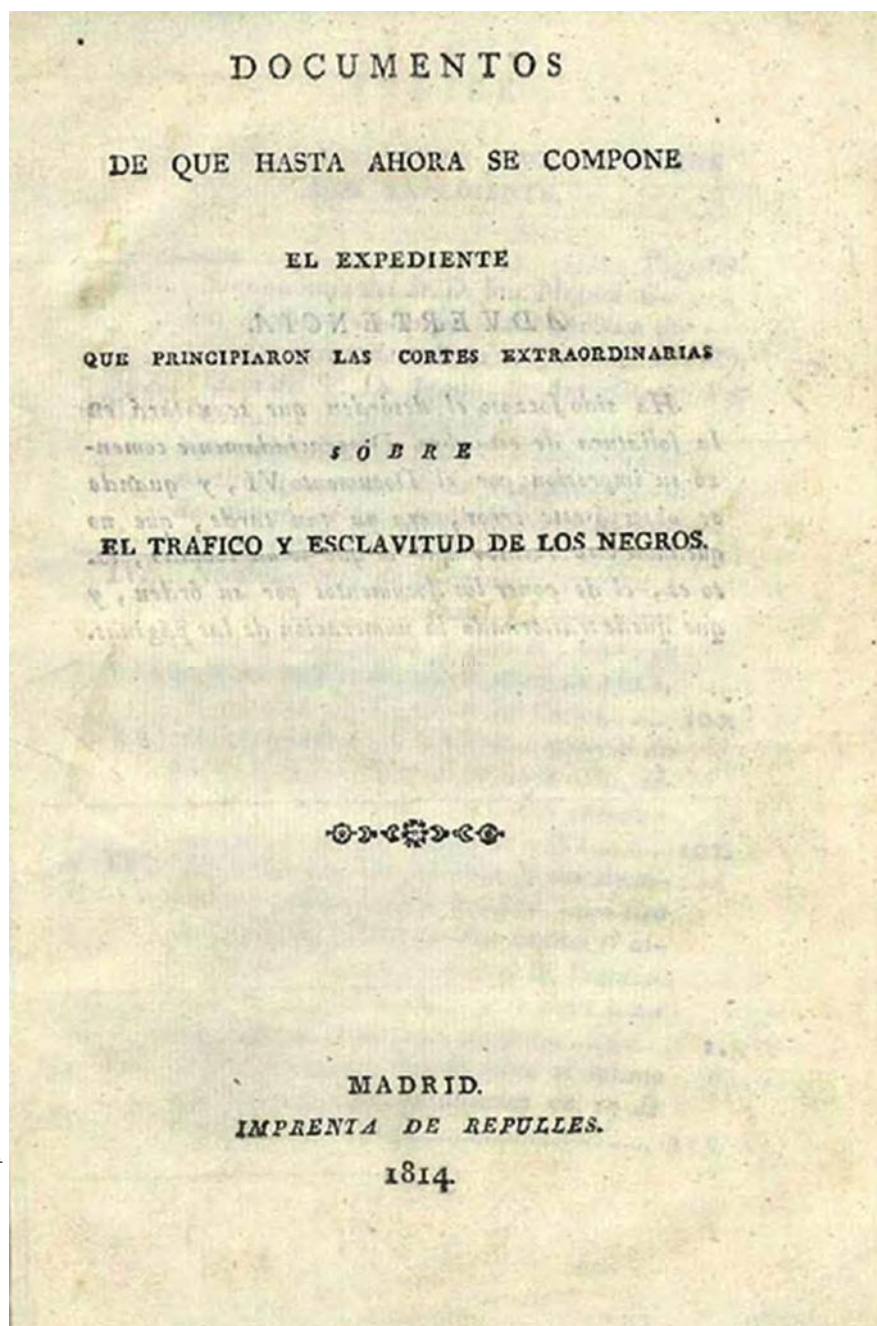 DOCUMENTOS
DE QUE HASTA AHORA SE COMPONE
EL EXPEDIENTE
QUE PRINCIPIARON LAS CORTES EXTRAORDINARIAS
SOBRE
EL TRAFICO Y ESCLAVITUD DE LOS NEGROS.
MADRID.
IMPRENTA DE REPULLES.
1814.